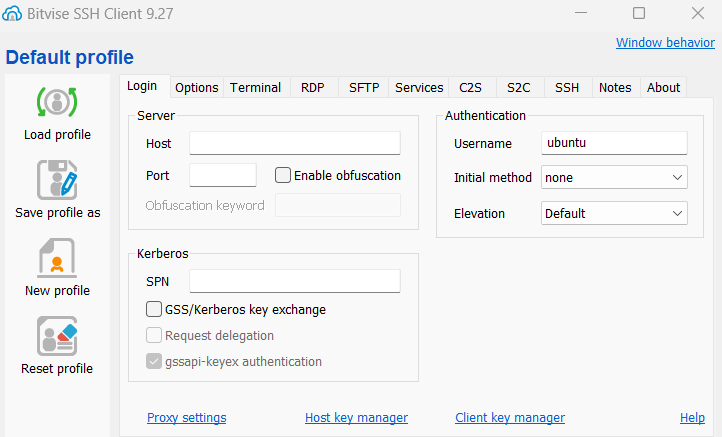 Bitvise SSH Client 9.27
Window behavior
Default profile
Load profile
Save profile as
New profile
Reset profile
Login Options Terminal RDP SFTP Services C2S S2C SSH Notes About
Server
Host
Port Enable obfuscation
Obfuscation keyword
Authentication
Username ubuntu
Initial method none
Elevation Default
Kerberos
SPN
GSS/Kerberos key exchange
Request delegation
gssapi-keyex authentication
Proxy settings Host key manager Client key manager Help